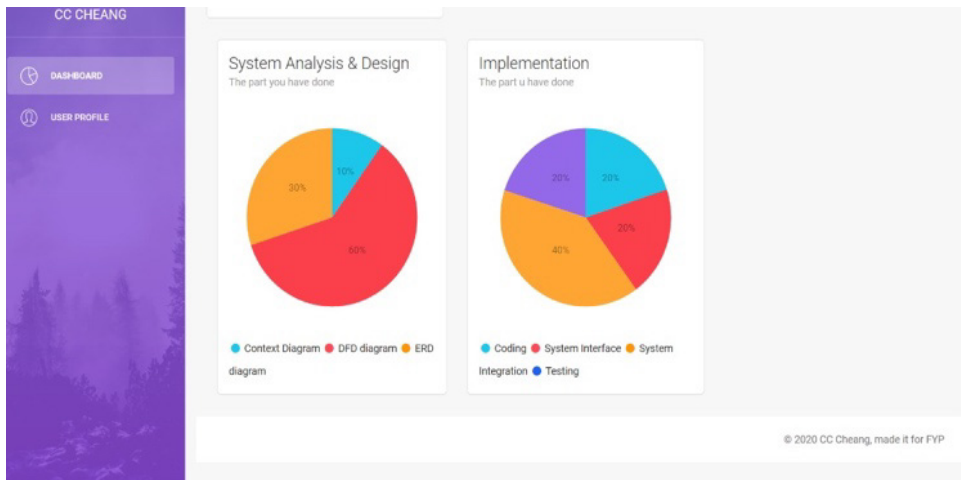 CC CHEANG
DASHBOARD
USER PROFILE
System Analysis & Design
The part you have done
10%
30%
60%
Context Diagram DFD diagram ERD
diagram
Implementation
The part u have done
20%
20%
20%
40%
Coding System Interface System
Integration Testing
© 2020 CC Cheang, made it for FYP